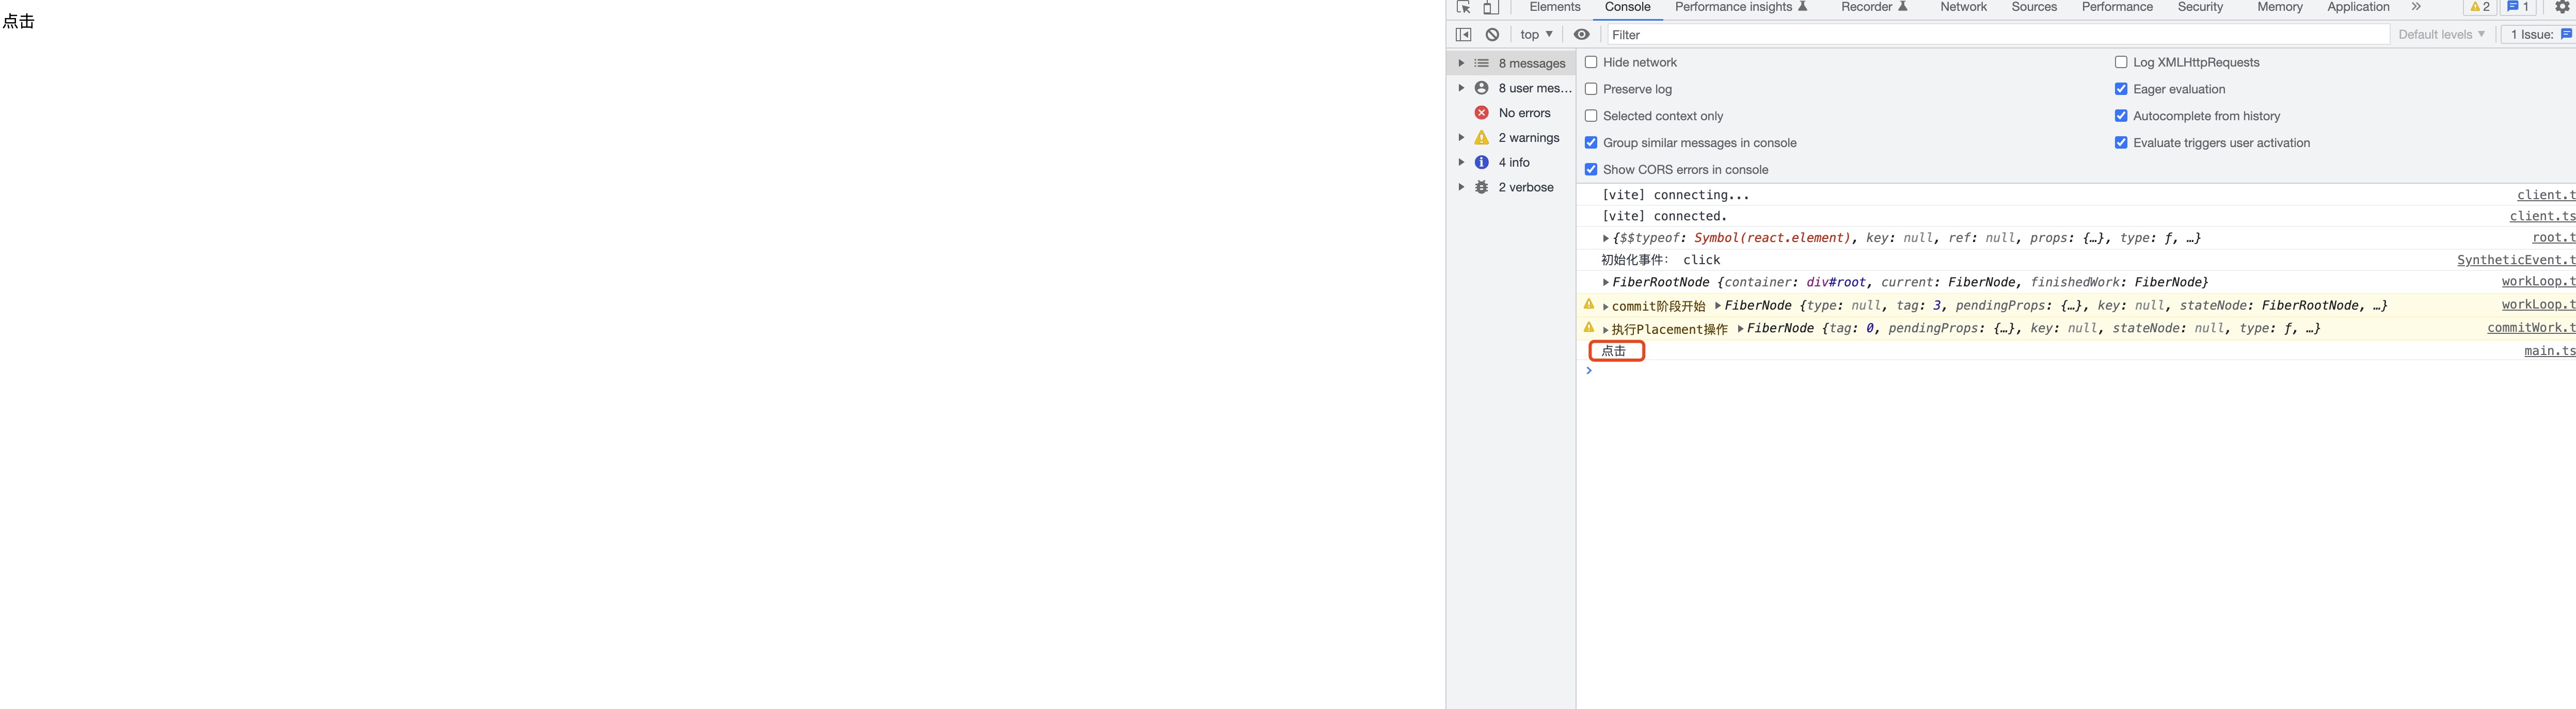 点击
Elements Console Performance insights Recorder Network Sources Performance Security Memory Application 2 1
top Filter Default levels 1 Issue:
8 messages
8 user mes...
No errors
2 warnings
4 info
2 verbose
Hide network Log XMLHttpRequests
Preserve log Eager evaluation
Selected context only Autocomplete from history
Group similar messages in console Evaluate triggers user activation
Show CORS errors in console
[vite] connecting... client.t
[vite] connected. client.ts
{$$typeof: Symbol(react.element), key: null, ref: null, props: {…}, type: ƒ, …} root.t
初始化事件: click SyntheticEvent.t
FiberRootNode {container: div#root, current: FiberNode, finishedWork: FiberNode} workLoop.t
commit阶段开始 FiberNode {type: null, tag: 3, pendingProps: {…}, key: null, stateNode: FiberRootNode, …} workLoop.t
执行Placement操作 FiberNode {tag: 0, pendingProps: {…}, key: null, stateNode: null, type: ƒ, …} commitWork.t
点击 main.ts